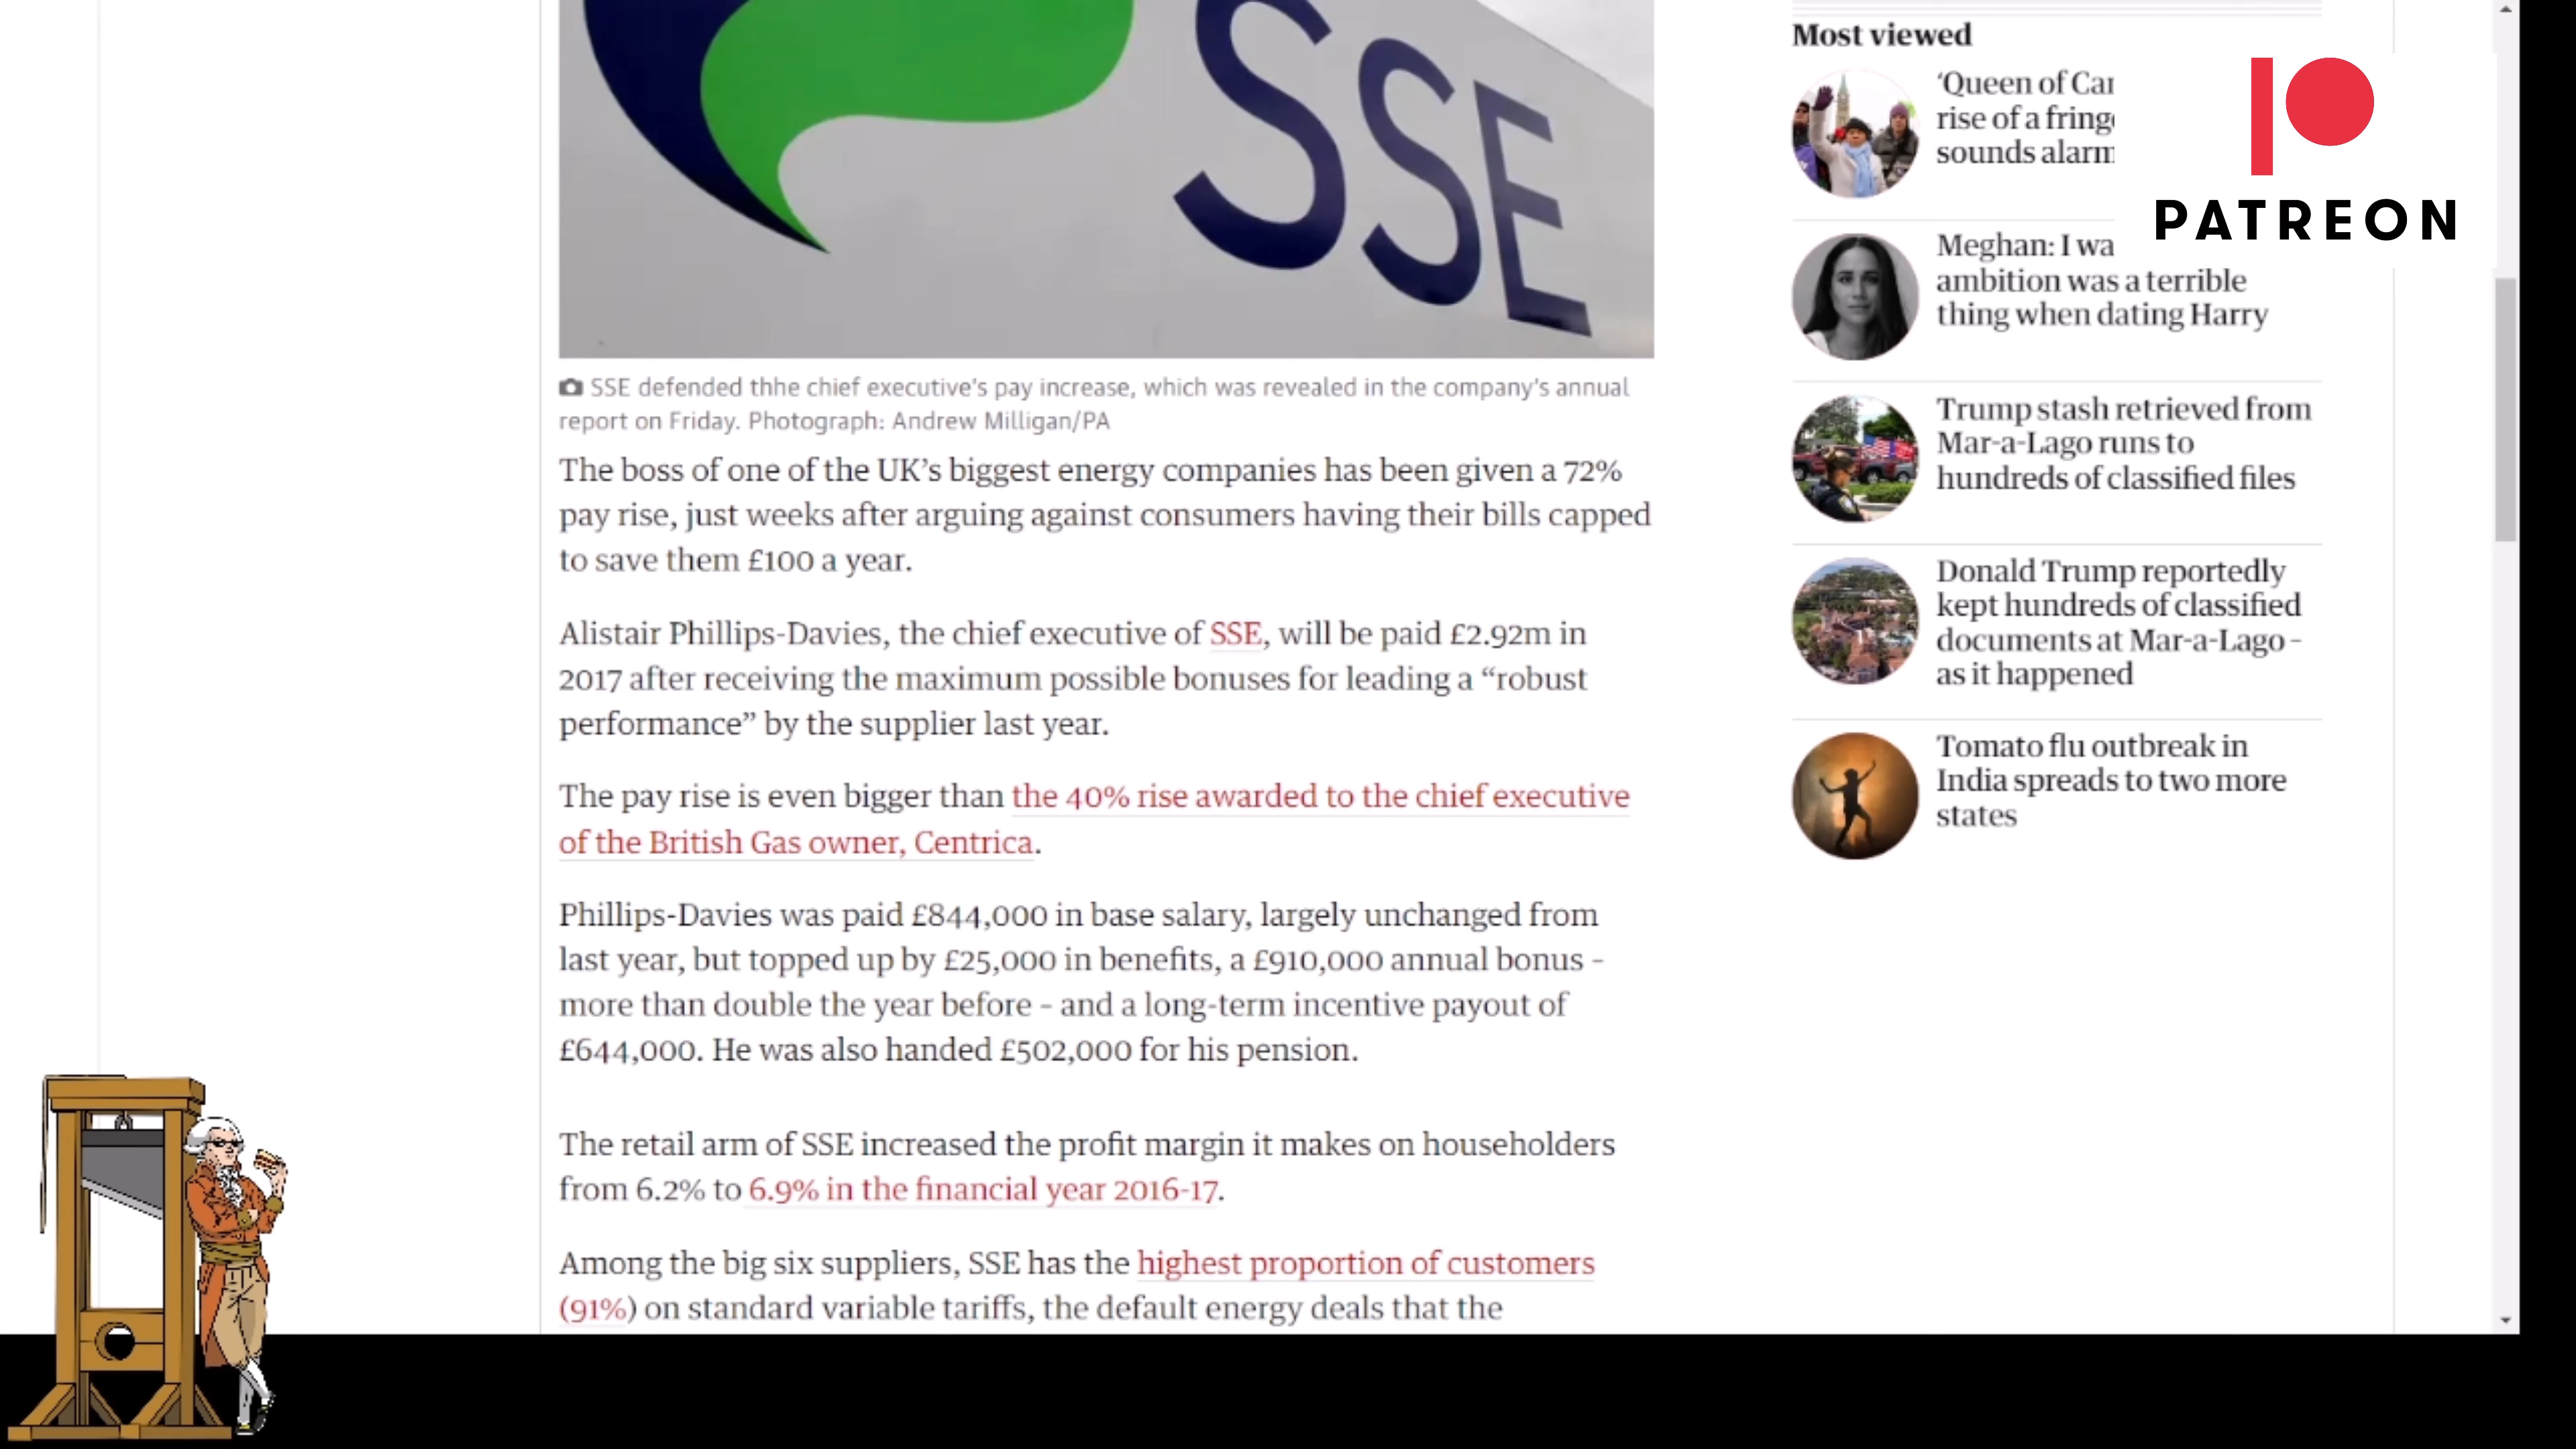 SSE
SSE defended thhe chief executive's pay increase, which was revealed in the company's annual
report on Friday. Photograph: Andrew Milligan/PA
The boss of one of the UK's biggest energy companies has been given a 72%
pay rise, just weeks after arguing against consumers having their bills capped
to save them £100 a year.
Alistair Phillips-Davies, the chief executive of SSE, will be paid £2.92m in
2017 after receiving the maximum possible bonuses for leading a “robust
performance” by the supplier last year.
The pay rise is even bigger than the 40% rise awarded to the chief executive
of the British Gas owner, Centrica.
Phillips-Davies was paid £844,000 in base salary, largely unchanged from
last year, but topped up by £25,000 in benefits, a £910,000 annual bonus –
more than double the year before – and a long-term incentive payout of
£644,000. He was also handed £502,000 for his pension.
The retail arm of SSE increased the profit margin it makes on householders
from 6.2% to 6.9% in the financial year 2016-17.
Among the big six suppliers, SSE has the highest proportion of customers
(91%) on standard variable tariffs, the default energy deals that the
Most viewed
‘Queen of
rise of a
sounds alarm
Meghan: I
ambition was a terrible
thing when dating Harry
Trump stash retrieved from
Mar-a-Lago runs to
hundreds of classified files
Donald Trump reportedly
kept hundreds of classified
documents at Mar-a-Lago –
as it happened
Tomato flu outbreak in
India spreads to two more
states
PATREON